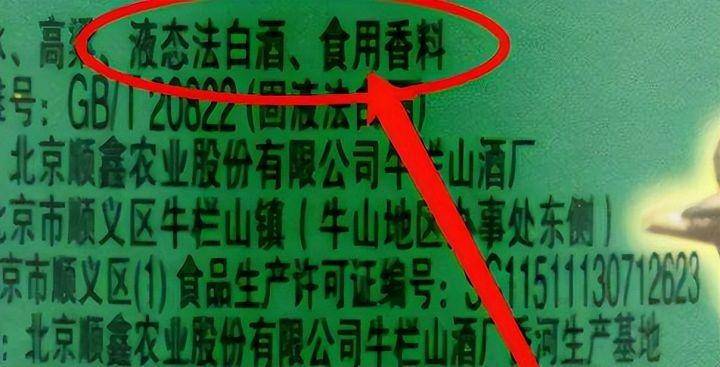 、高粱、液态法白酒、食用香料
号：GB/T 20822 (固液法白酒)
北京顺鑫农业股份有限公司牛栏山酒厂
京市顺义区牛栏山镇（牛山地区办事处东侧）
京市顺义区(1) 食品生产许可证编号：SC11511130712623
：北京顺鑫农业股份有限公司牛栏山酒厂香河生产基地